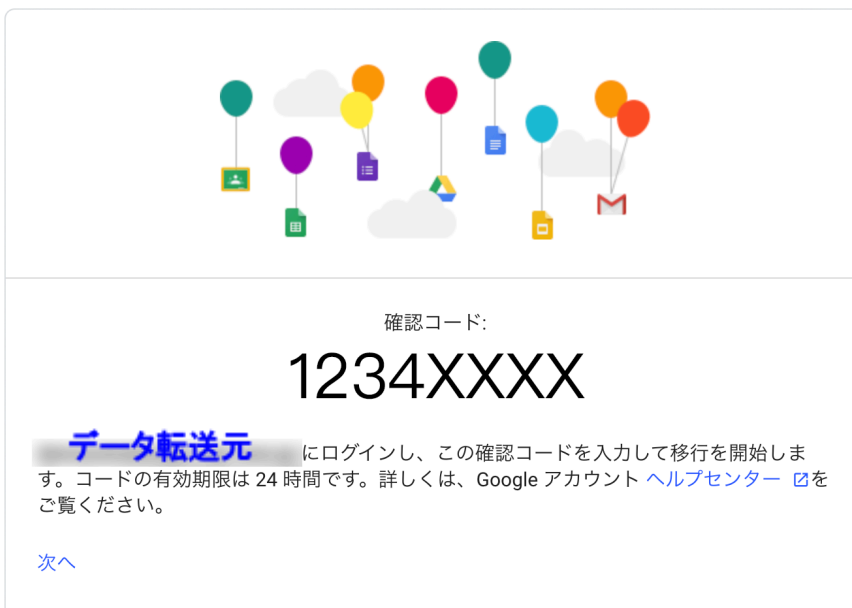 確認コード:
1234XXXX
データ転送元にログインし、この確認コードを入力して移行を開始しま
す。コードの有効期限は 24 時間です。詳しくは、Google アカウント ヘルプセンター を
ご覧ください。
次へ